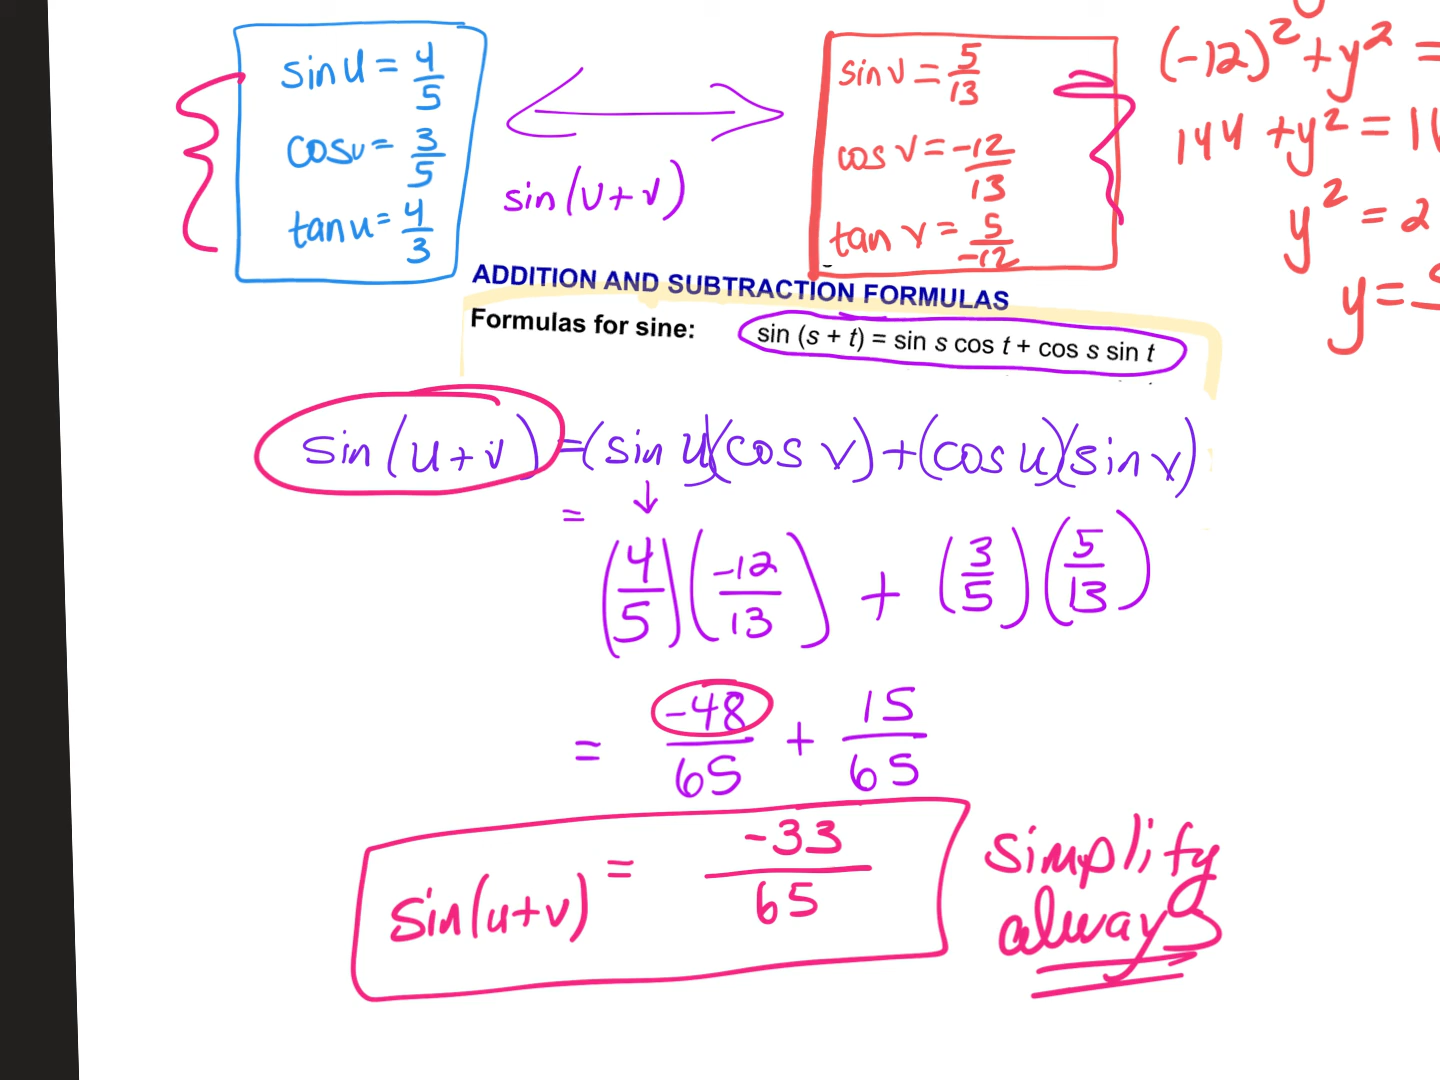 sin u = 4/5
cos u = 3/5
tan u = 4/3
sin(u+v)
sin v = 5/13
cos v = -12/13
tan v = 5/-12
(-12)² + y² =
144 + y² = 1
y² = 2
y =
ADDITION AND SUBTRACTION FORMULAS
Formulas for sine: sin (s + t) = sin s cos t + cos s sin t
sin(u+v) = (sin u)(cos v) + (cos u)(sin v)
= (4/5)(-12/13) + (3/5)(5/13)
= -48/65 + 15/65
sin(u+v) = -33/65
simplify
always